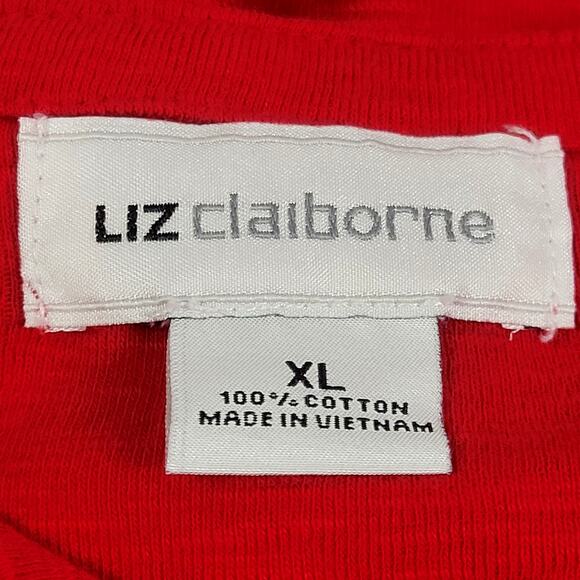 LIZ claiborne
XL
100% COTTON
MADE IN VIETNAM